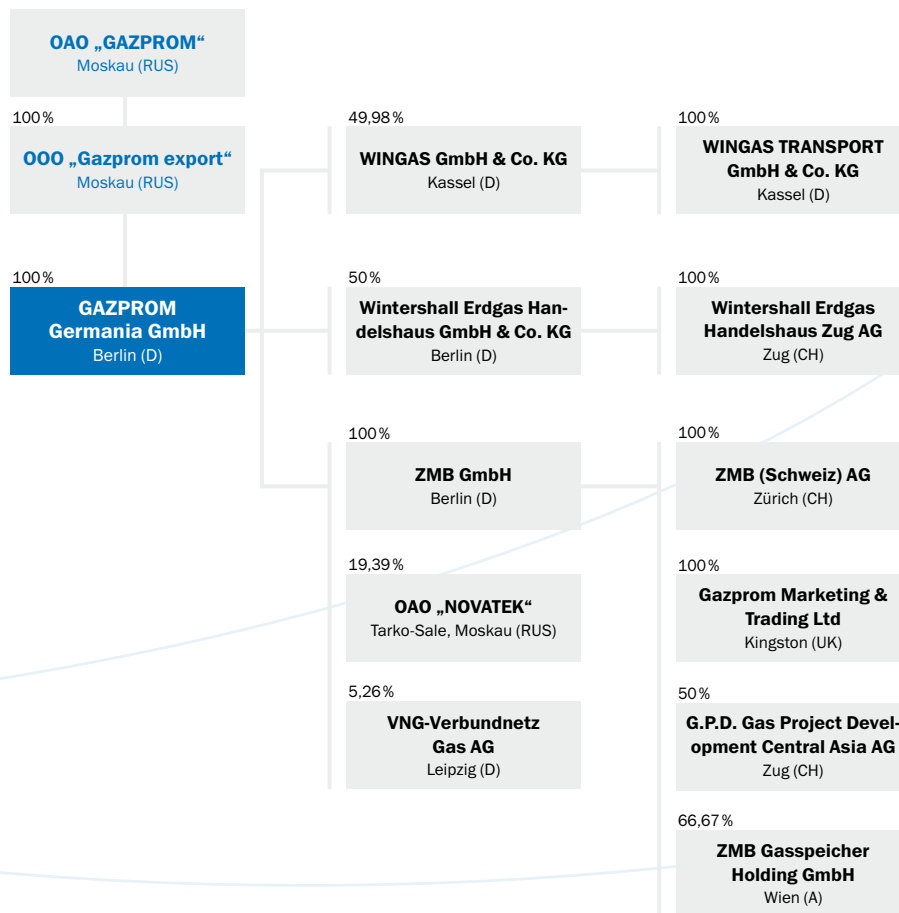 OAO „GAZPROM“
Moskau (RUS)
100 %
OOO „Gazprom export“
Moskau (RUS)
100 %
GAZPROM
Germania GmbH
Berlin (D)
49,98 %
WINGAS GmbH & Co. KG
Kassel (D)
50 %
Wintershall Erdgas Han-
delshaus GmbH & Co. KG
Berlin (D)
100 %
ZMB GmbH
Berlin (D)
19,39 %
OAO „NOVATEK“
Tarko-Sale, Moskau (RUS)
5,26 %
VNG-Verbundnetz
Gas AG
Leipzig (D)
100 %
WINGAS TRANSPORT
GmbH & Co. KG
Kassel (D)
100 %
Wintershall Erdgas
Handelshaus Zug AG
Zug (CH)
100 %
ZMB (Schweiz) AG
Zürich (CH)
100 %
Gazprom Marketing &
Trading Ltd
Kingston (UK)
50 %
G.P.D. Gas Project Devel-
opment Central Asia AG
Zug (CH)
66,67 %
ZMB Gasspeicher
Holding GmbH
Wien (A)